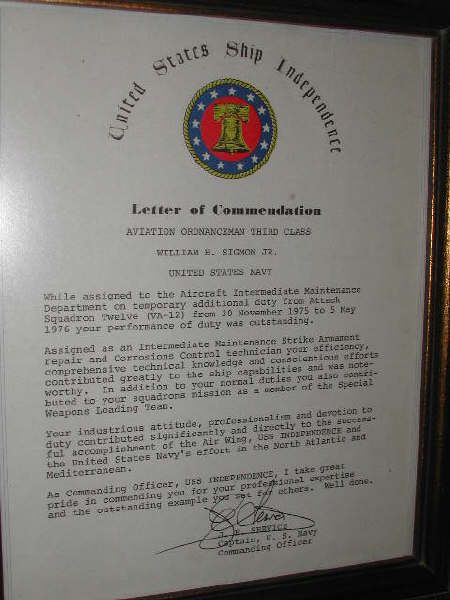 United States Ship Independence
Letter of Commendation
AVIATION ORDNANCEMAN THIRD CLASS
WILLIAM H. SIGMON JR.
UNITED STATES NAVY
While assigned to the Aircraft Intermediate Maintenance
Department on temporary additional duty from Attack
Squadron Twelve (VA-12) from 10 November 1975 to 5 May
1976 your performance of duty was outstanding.
Assigned as an Intermediate Maintenance Strike Armament
repair and Corrosions Control technician your efficiency,
comprehensive technical knowledge and conscientious efforts
contributed greatly to the ship capabilities and was note-
worthy. In addition to your normal duties you also contri-
buted to your squadrons mission as a member of the Special
Weapons Loading Team.
Your industrious attitude, professionalism and devotion to
duty contributed significantly and directly to the success-
ful accomplishment of the Air Wing, USS INDEPENDENCE and
the United States Navy's effort in the North Atlantic and
Mediterranean.
As Commanding Officer, USS INDEPENDENCE, I take great
pride in commending you for your professional expertise
and the outstanding example you set for others. Well done.
SERVICE
Captain, U. S. Navy
Commanding Officer